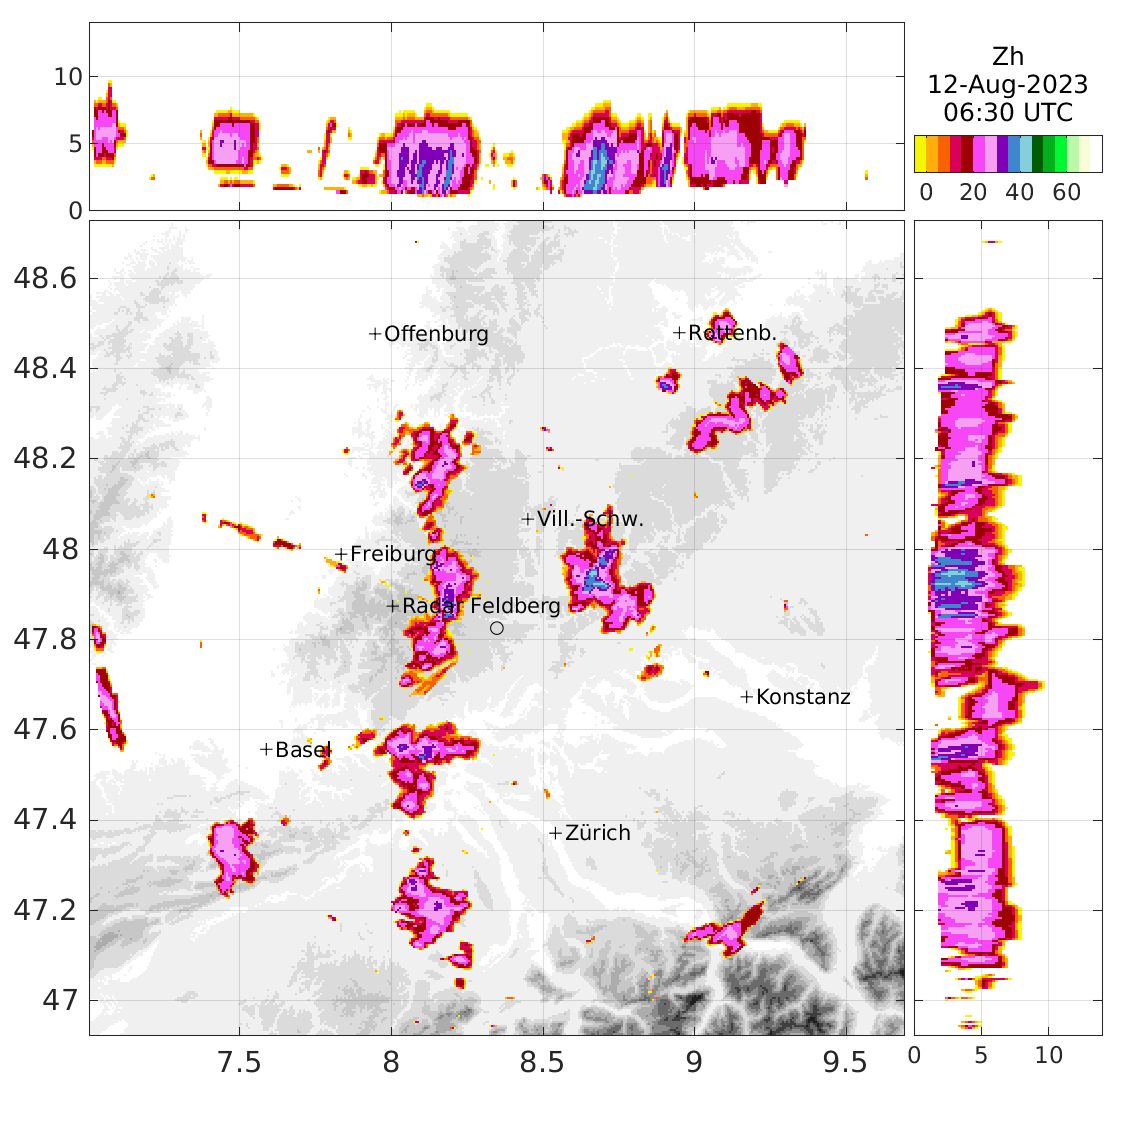 10
5
0
Zh
12-Aug-2023
06:30 UTC
0 20 40 60
48.6
48.4
48.2
48
47.8
47.6
47.4
47.2
47
+Offenburg
+Rottenb.
+Vill.-Schw.
+Freiburg
+Radar Feldberg
+Konstanz
+Basel
+Zürich
7.5 8 8.5 9 9.5
0 5 10